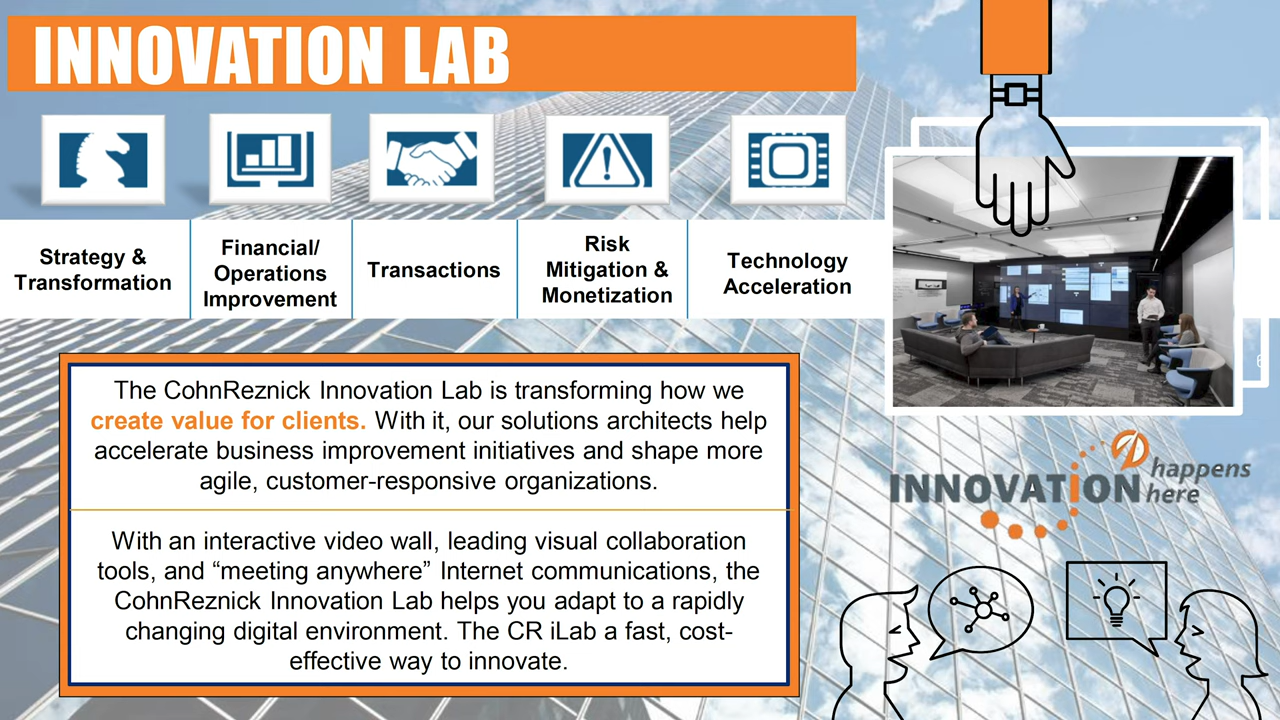 INNOVATION LAB
Strategy &
Transformation
Financial/
Operations
Improvement
Transactions
Risk
Mitigation &
Monetization
Technology
Acceleration
The CohnReznick Innovation Lab is transforming how we
create value for clients. With it, our solutions architects help
accelerate business improvement initiatives and shape more
agile, customer-responsive organizations.
With an interactive video wall, leading visual collaboration
tools, and “meeting anywhere” Internet communications, the
CohnReznick Innovation Lab helps you adapt to a rapidly
changing digital environment. The CR iLab a fast, cost-
effective way to innovate.
INNOVATION happens
here